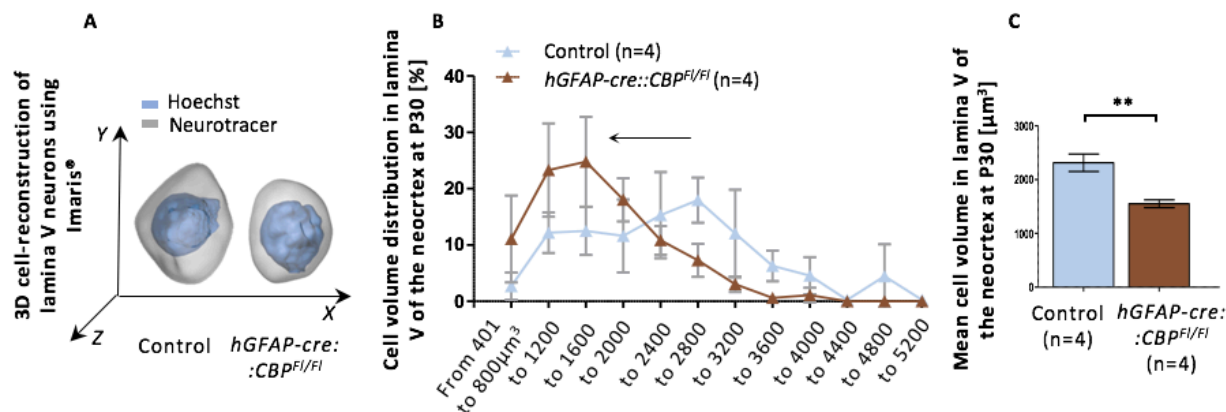 A
3D cell-reconstruction of
lamina V neurons using
Imaris®
Hoechst
Neurotracer
Y
X
Z
Control
hGFAP-cre:
:CBPFl/Fl
B
Control (n=4)
hGFAP-cre::CBPFl/Fl (n=4)
Cell volume distribution in lamina
V of the neocrtex at P30 [%]
40
30
20
10
0
From 401
to 800µm³
to 1200
to 1600
to 2000
to 2400
to 2800
to 3200
to 3600
to 4000
to 4400
to 4800
to 5200
C
Mean cell volume in lamina V of
the neocrtex at P30 [µm³]
**
3000
2000
1000
0
Control
(n=4)
hGFAP-cre:
:CBPFl/Fl
(n=4)